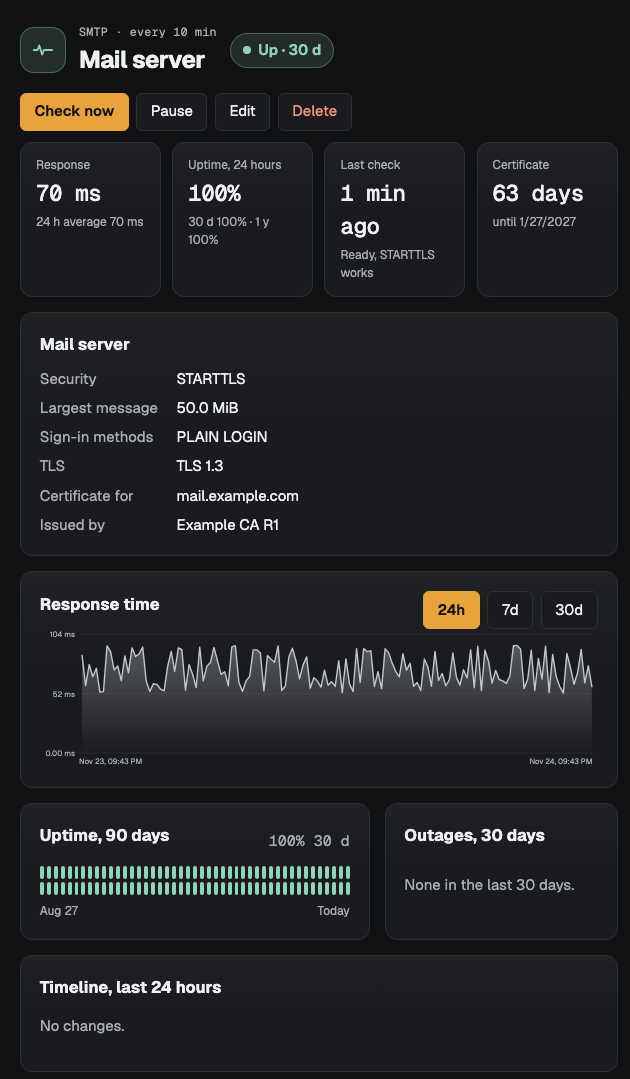 SMTP · every 10 min
Mail server
Up · 30 d
Check now
Pause
Edit
Delete
Response
70 ms
24 h average 70 ms
Uptime, 24 hours
100%
30 d 100% · 1 y
100%
Last check
1 min
ago
Ready, STARTTLS
works
Certificate
63 days
until 1/27/2027
Mail server
Security STARTTLS
Largest message 50.0 MiB
Sign-in methods PLAIN LOGIN
TLS TLS 1.3
Certificate for mail.example.com
Issued by Example CA R1
Response time
24h
7d
30d
104 ms
52 ms
0.00 ms
Nov 23, 09:43 PM
Nov 24, 09:43 PM
Uptime, 90 days
100% 30 d
Aug 27
Today
Outages, 30 days
None in the last 30 days.
Timeline, last 24 hours
No changes.